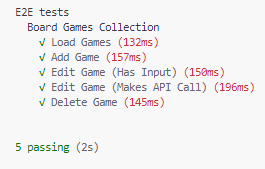 E2E tests
Board Games Collection
√ Load Games (132ms)
√ Add Game (157ms)
√ Edit Game (Has Input) (150ms)
√ Edit Game (Makes API Call) (196ms)
√ Delete Game (145ms)
5 passing (2s)